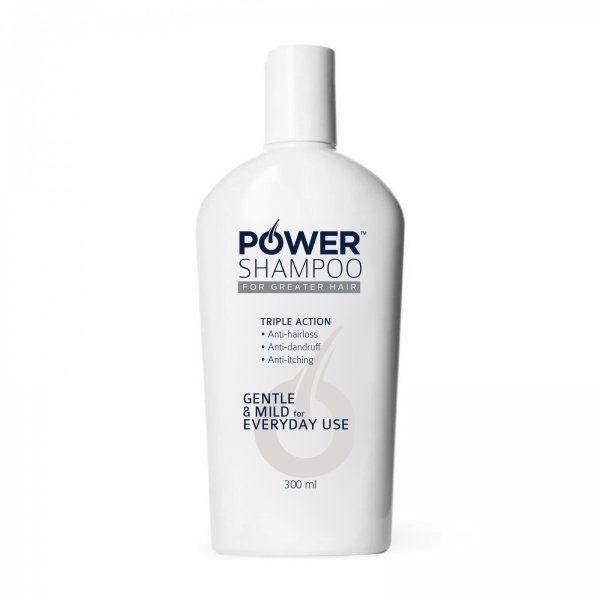 POWER™
SHAMPOO
FOR GREATER HAIR
TRIPLE ACTION
• Anti-hairloss
• Anti-dandruff
• Anti-itching
GENTLE
& MILD for
EVERYDAY USE
300 ml